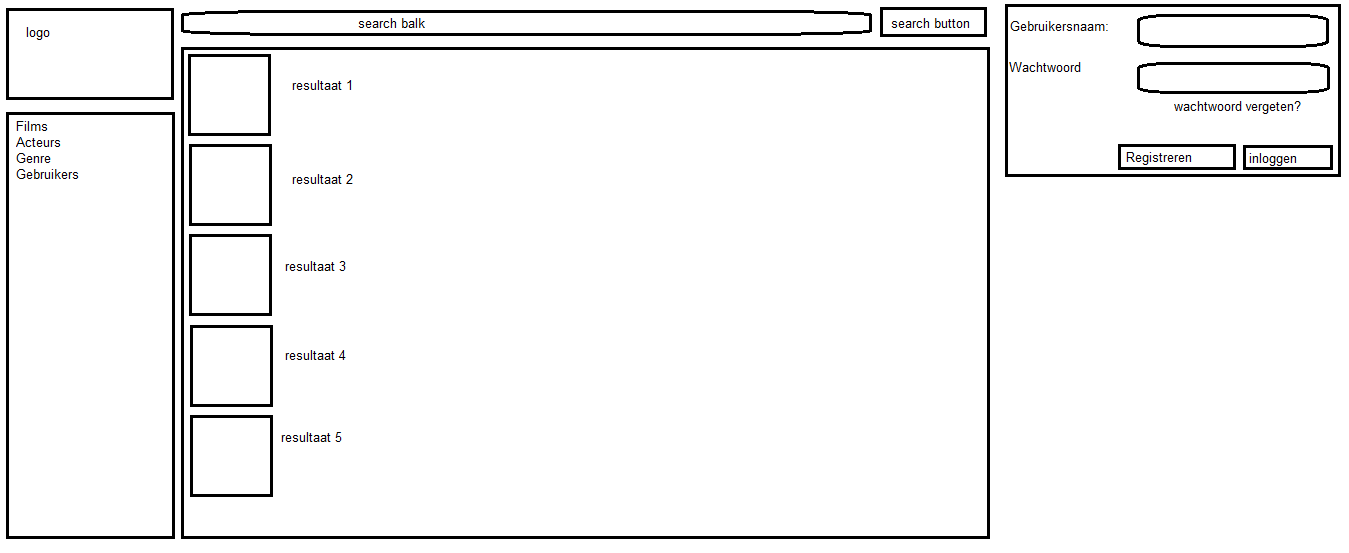 logo
search balk
search button
Films
Acteurs
Genre
Gebruikers
resultaat 1
resultaat 2
resultaat 3
resultaat 4
resultaat 5
Gebruikersnaam:
Wachtwoord
wachtwoord vergeten?
Registreren
inloggen